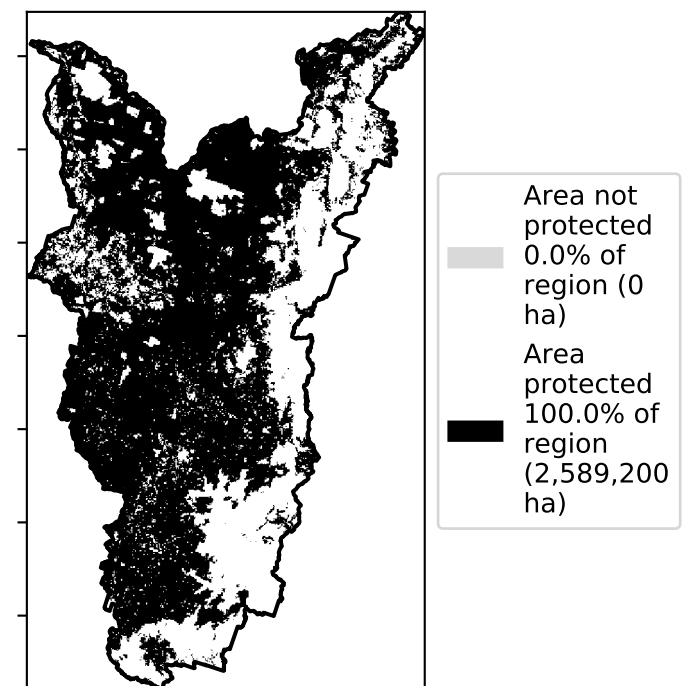 Area not
protected
0.0% of
region (0
ha)
Area
protected
100.0% of
region
(2,589,200
ha)